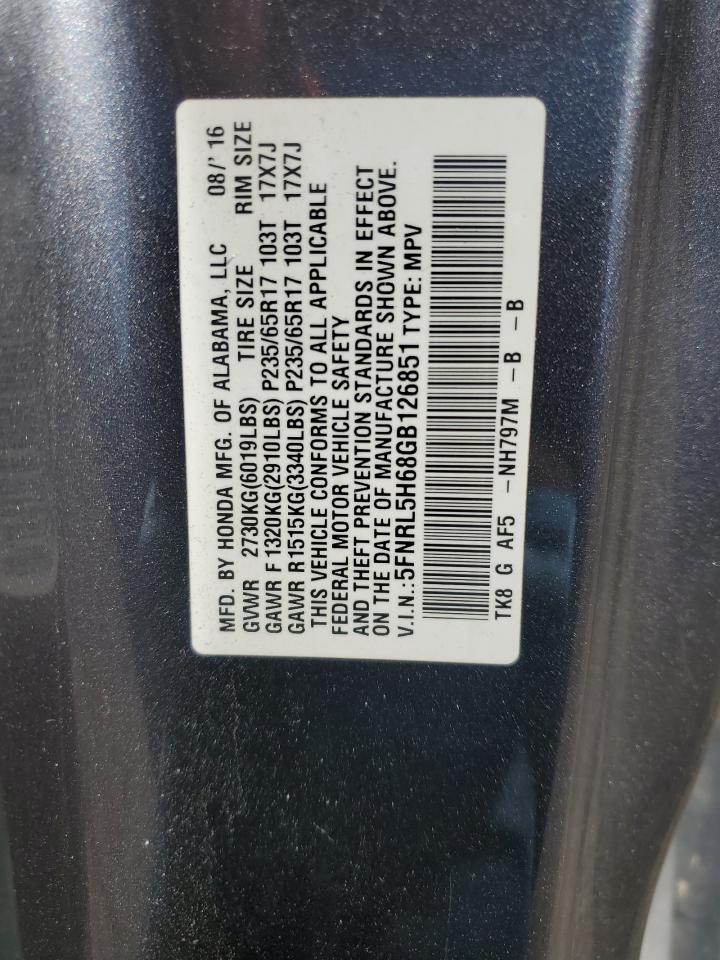 MFD. BY HONDA MFG. OF ALABAMA, LLC 08/' 16
GVWR 2730KG(6019LBS) TIRE SIZE RIM SIZE
GAWR F 1320KG(2910LBS) P235/65R17 103T 17X7J
GAWR R1515KG(3340LBS) P235/65R17 103T 17X7J
THIS VEHICLE CONFORMS TO ALL APPLICABLE
FEDERAL MOTOR VEHICLE SAFETY
AND THEFT PREVENTION STANDARDS IN EFFECT
ON THE DATE OF MANUFACTURE SHOWN ABOVE.
V.I.N.:5FNRL5H68GB126851 TYPE: MPV
TK8 G AF5 -NH797M -B -B